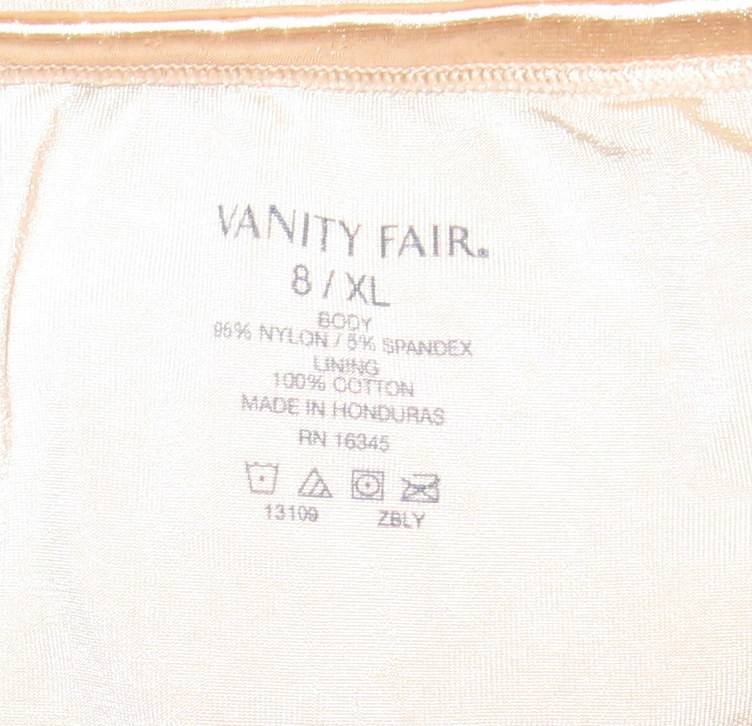 VANITY FAIR®
8 / XL
BODY
95% NYLON / 5% SPANDEX
LINING
100% COTTON
MADE IN HONDURAS
RN 16345
13109 ZBLY